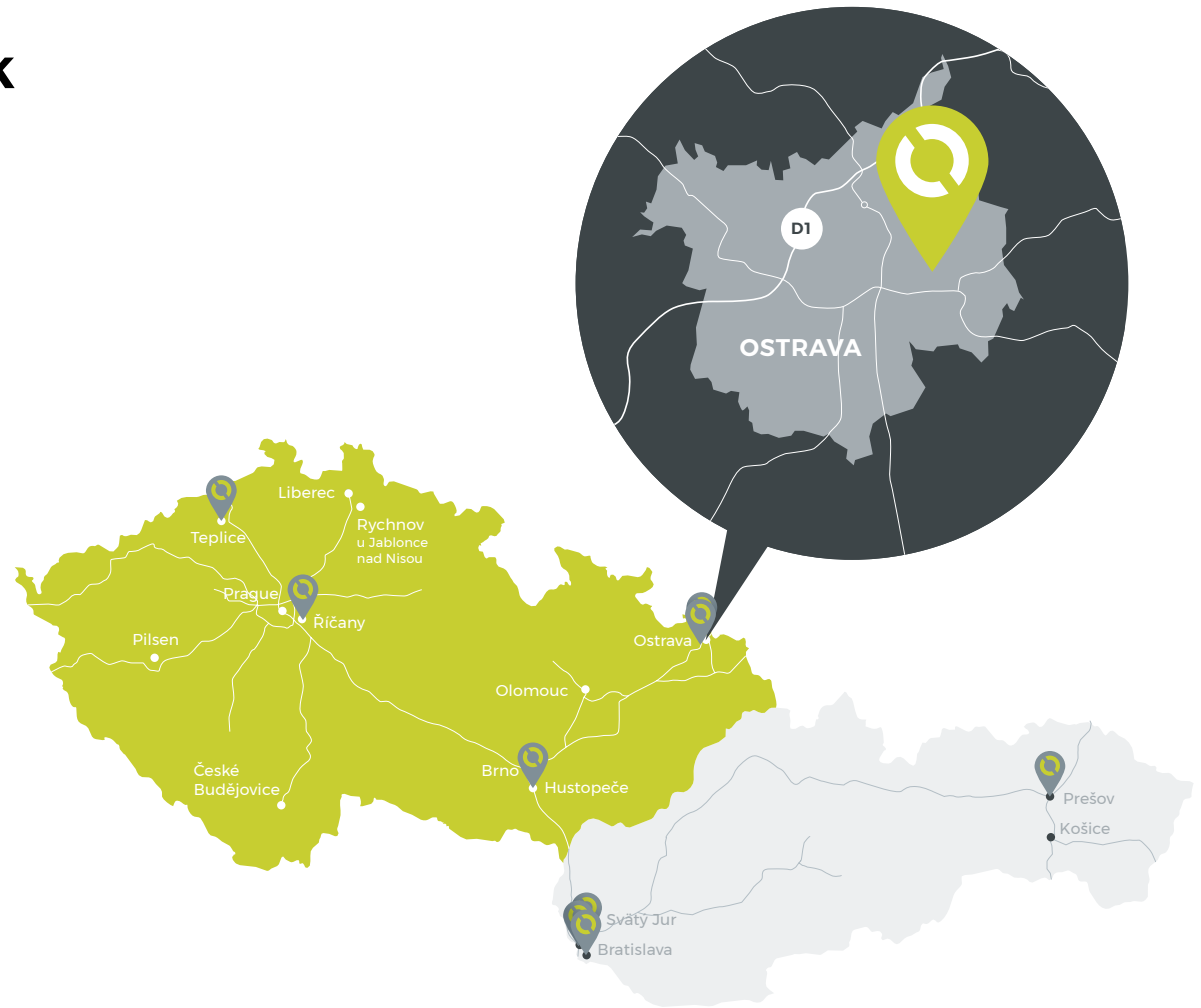 k
D1
OSTRAVA
Liberec
Rychnov
u Jablonce
nad Nisou
Teplice
Prague
Říčany
Pilsen
Ostrava
Olomouc
České
Budějovice
Brno
Hustopeče
Prešov
Košice
Svätý Jur
Bratislava